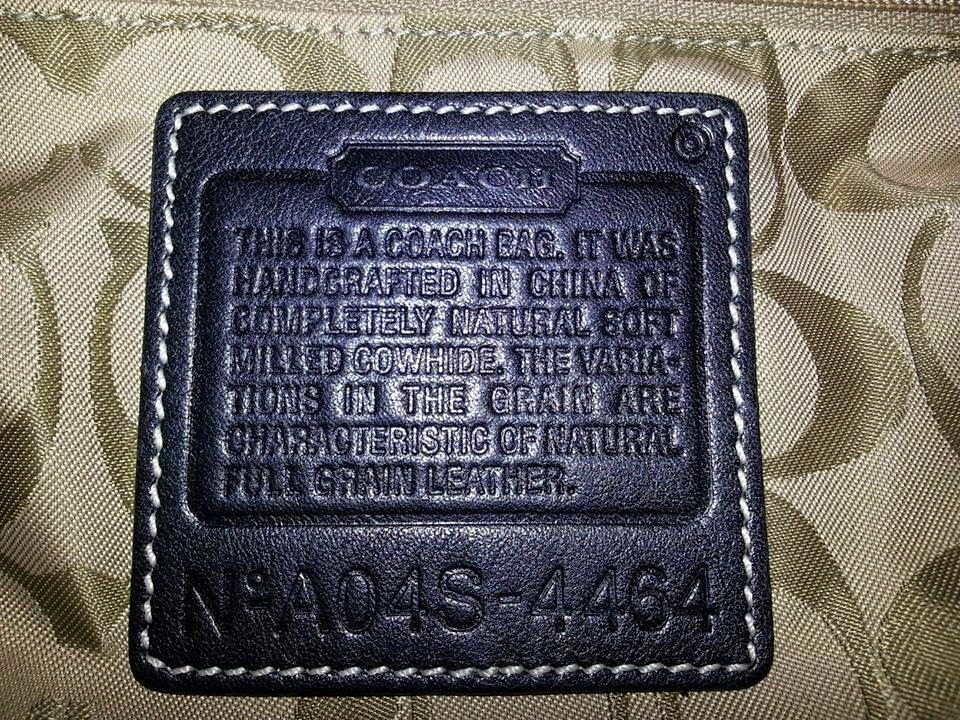 ®
COACH
THIS IS A COACH BAG. IT WAS
HANDCRAFTED IN CHINA OF
COMPLETELY NATURAL SOFT
MILLED COWHIDE. THE VARIA-
TIONS IN THE GRAIN ARE
CHARACTERISTIC OF NATURAL
FULL GRAIN LEATHER.
Nº A04S-4464